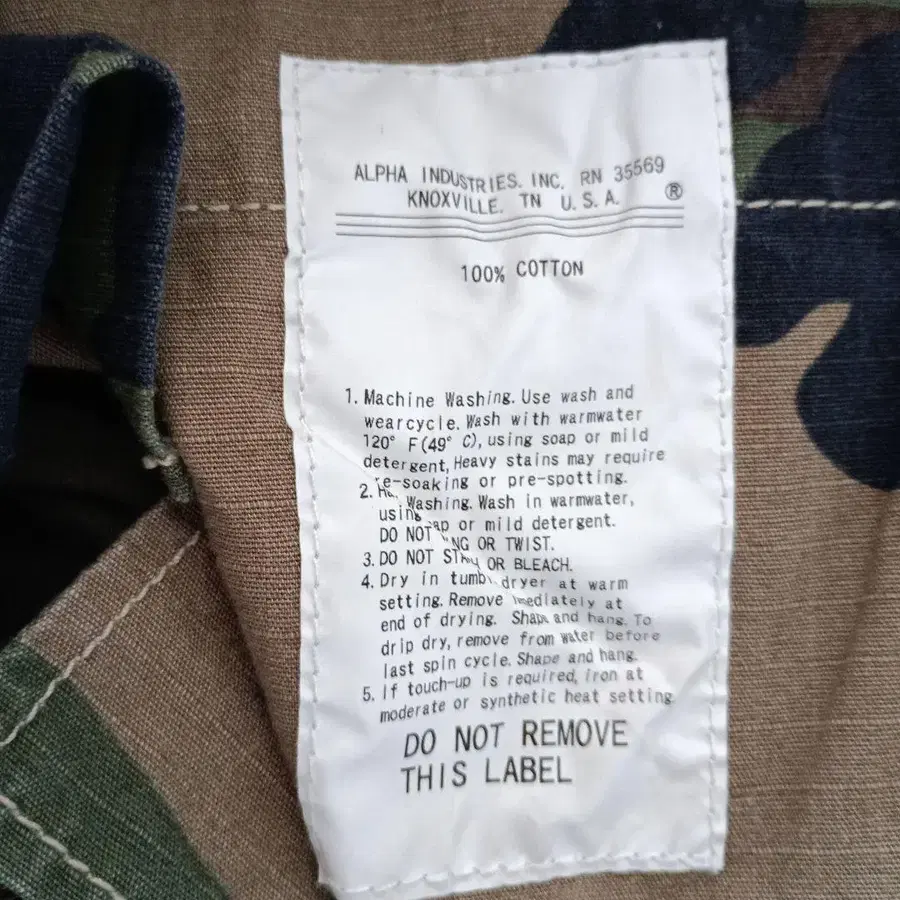 ALPHA INDUSTRIES. INC. RN 35569
KNOXVILLE. TN U.S.A. ®
100% COTTON
1. Machine Washing. Use wash and
wearcycle. Wash with warmwater
120° F(49° C), using soap or mild
detergent, Heavy stains may require
re-soaking or pre-spotting.
2. Washing. Wash in warmwater,
using or mild detergent.
DO NOT OR TWIST.
3. DO NOT OR BLEACH.
4. Dry in dryer at warm
setting. Remove at
end of drying. Shape and hang. To
drip dry, remove from water before
last spin cycle. Shape and hang.
5. If touch-up is required, iron at
moderate or synthetic heat setting
DO NOT REMOVE
THIS LABEL